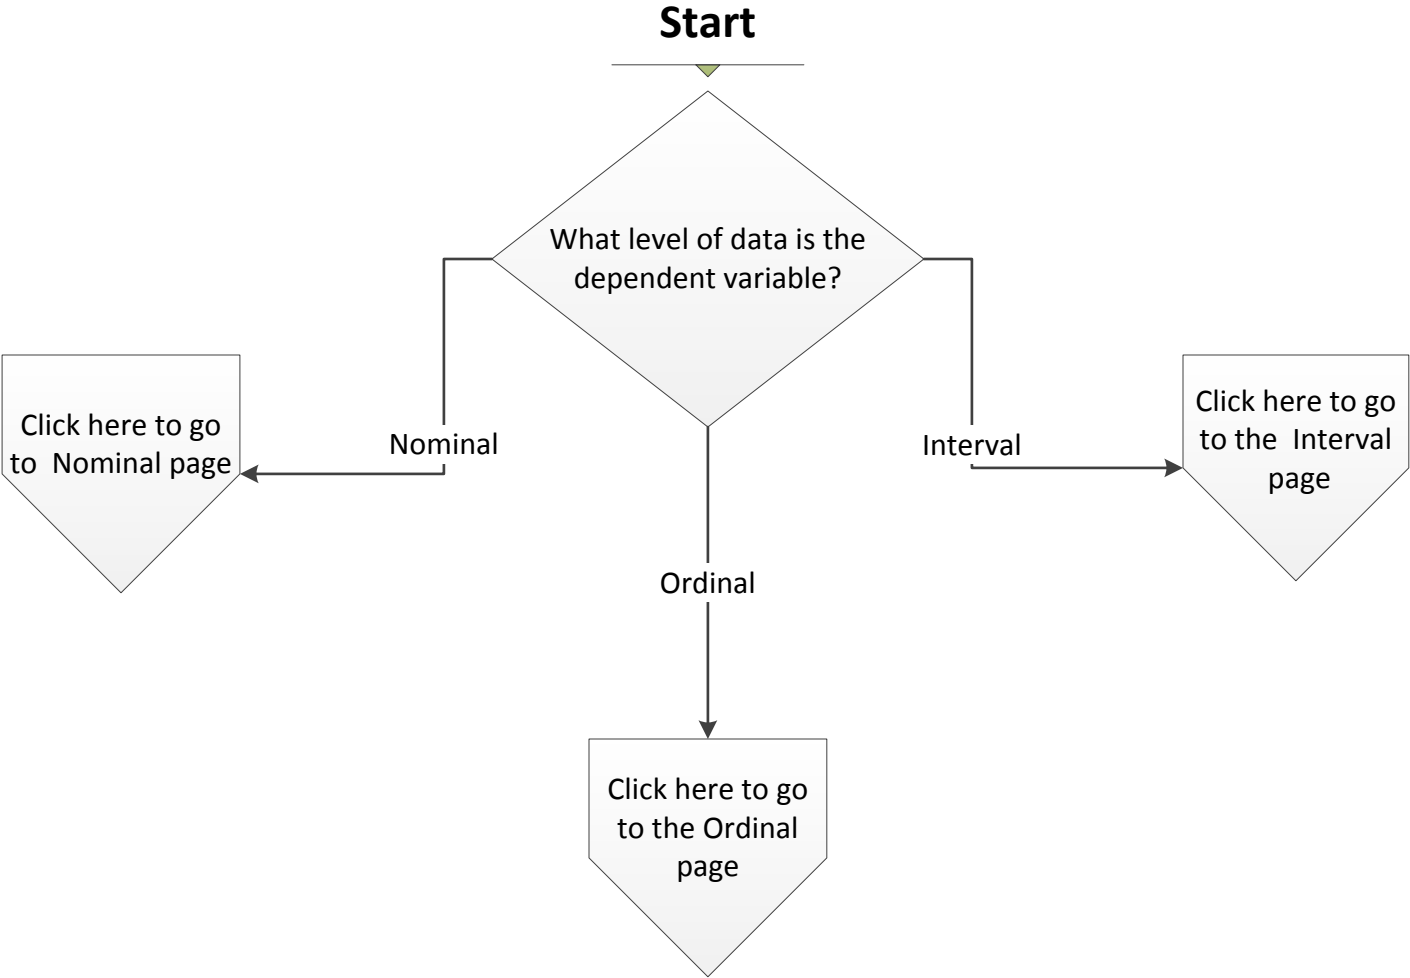 Start
What level of data is the
dependent variable?
Click here to go
to  Nominal page
Nominal
Interval
Click here to go
to the  Interval
page
Ordinal
Click here to go
to the Ordinal
page